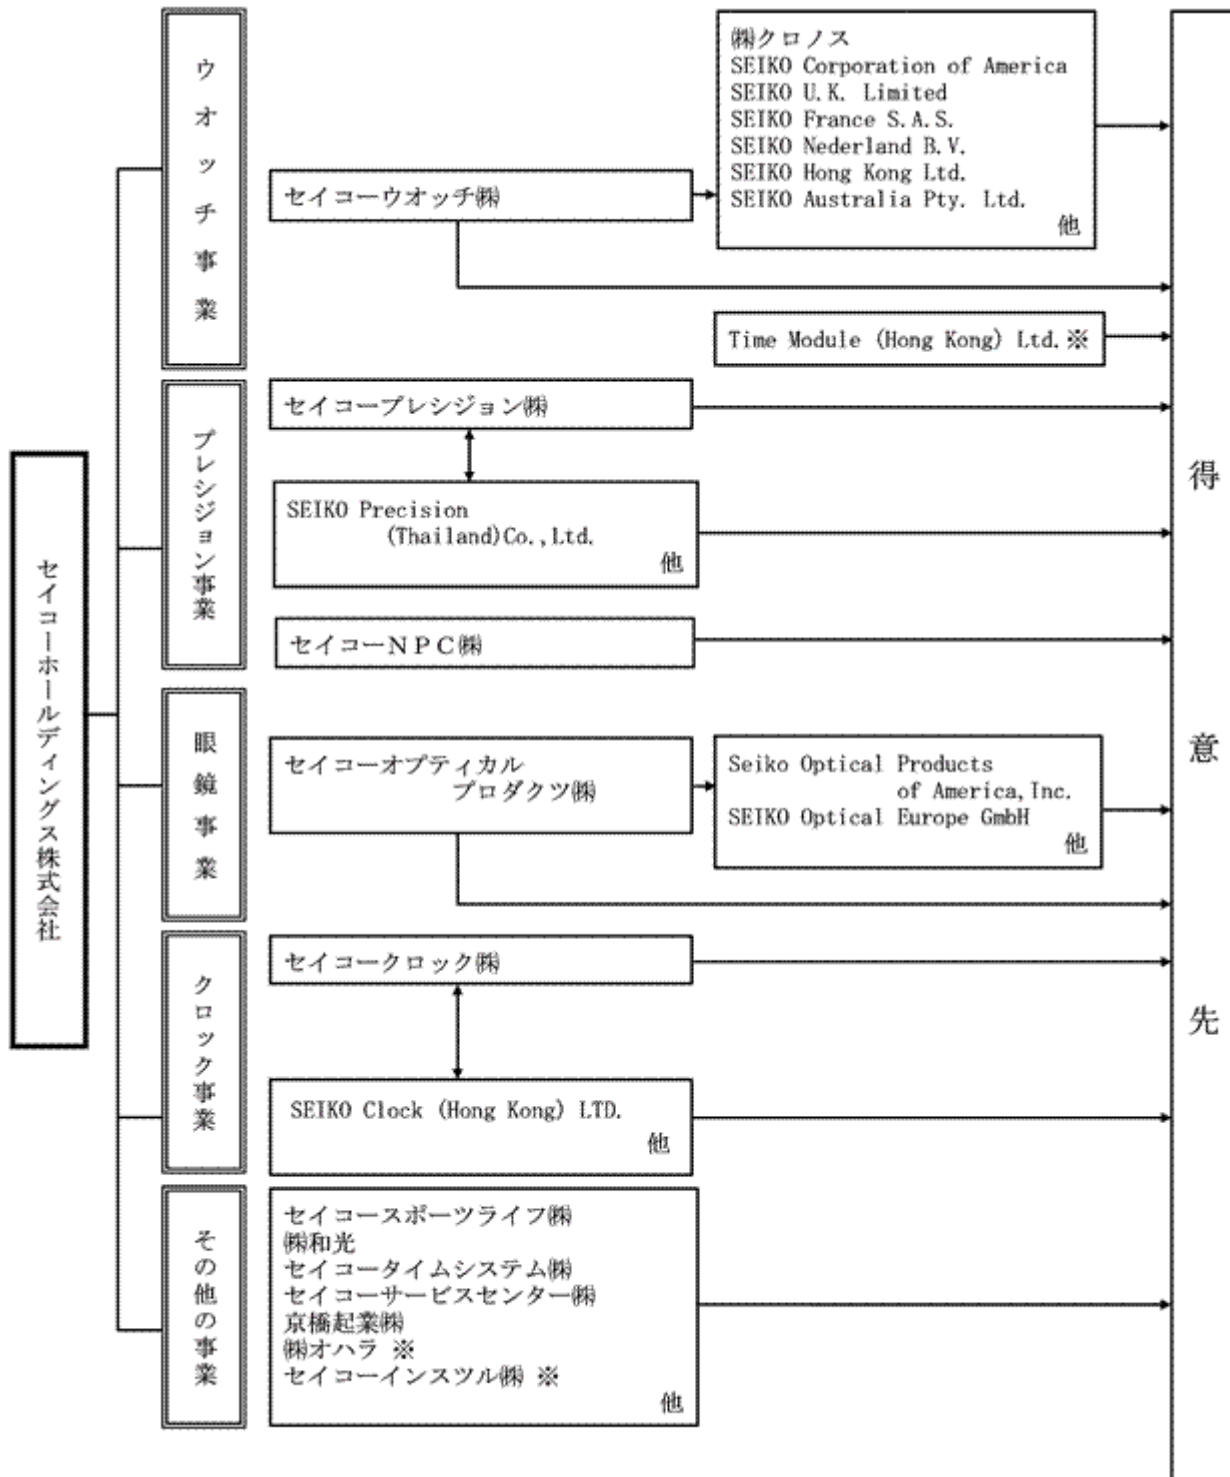 セイコーホールディングス株式会社
ウオッチ事業
セイコーウオッチ㈱
㈱クロノス
SEIKO Corporation of America
SEIKO U.K. Limited
SEIKO France S.A.S.
SEIKO Nederland B.V.
SEIKO Hong Kong Ltd.
SEIKO Australia Pty. Ltd.
他
Time Module (Hong Kong) Ltd.※
プレシジョン事業
セイコープレシジョン㈱
SEIKO Precision
(Thailand)Co.,Ltd.
他
セイコーＮＰＣ㈱
眼鏡事業
セイコーオプティカル
プロダクツ㈱
Seiko Optical Products
of America,Inc.
SEIKO Optical Europe GmbH
他
クロック事業
セイコークロック㈱
SEIKO Clock (Hong Kong) LTD.
他
その他の事業
セイコースポーツライフ㈱
㈱和光
セイコータイムシステム㈱
セイコーサービスセンター㈱
京橋起業㈱
㈱オハラ ※
セイコーインスツル㈱ ※
他
得意先